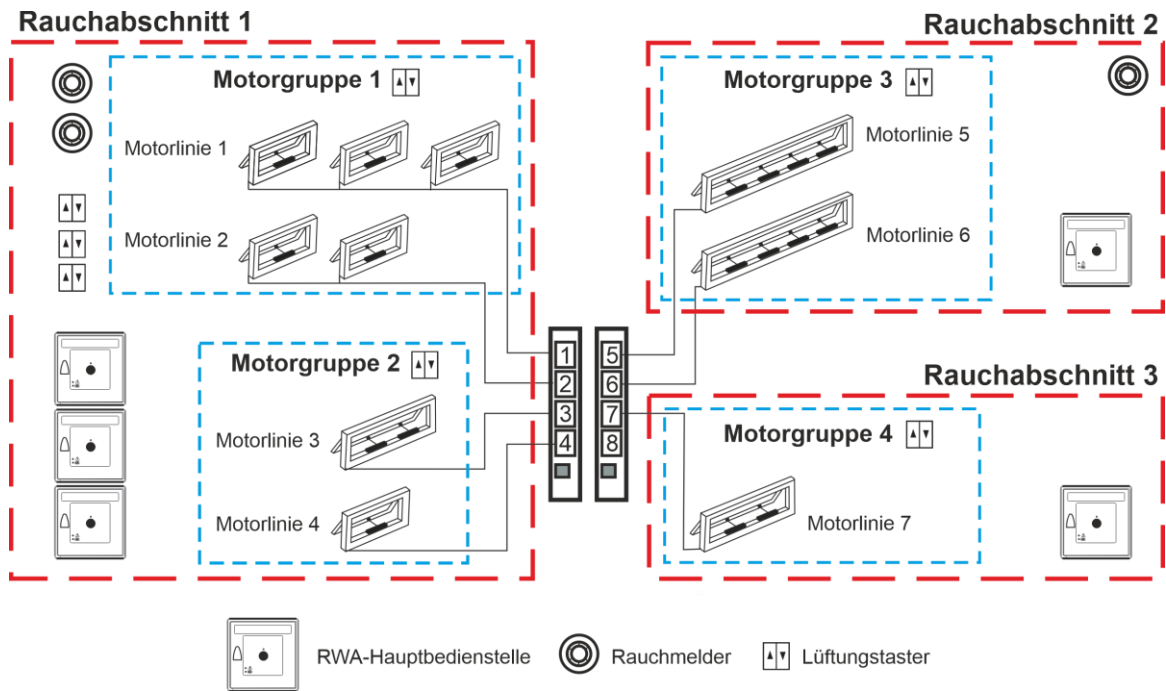 Rauchabschnitt 1
Motorgruppe 1
Motorlinie 1
Motorlinie 2
Motorgruppe 2
Motorlinie 3
Motorlinie 4
1
2
3
4
5
6
7
8
Rauchabschnitt 2
Motorgruppe 3
Motorlinie 5
Motorlinie 6
Rauchabschnitt 3
Motorgruppe 4
Motorlinie 7
RWA-Hauptbedienstelle
Rauchmelder
Lüftungstaster